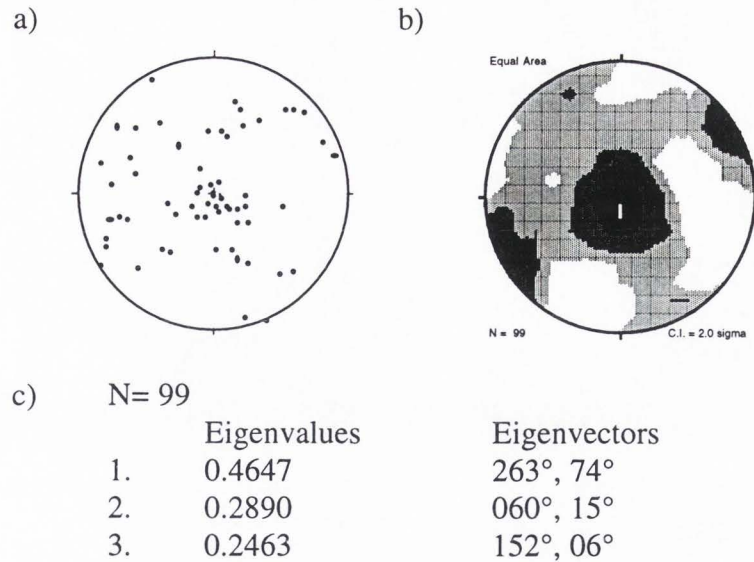 a)
b)
Equal Area
N = 99
C.I. = 2.0 sigma
c)
N= 99
Eigenvalues
Eigenvectors
1. 0.4647 263°, 74°
2. 0.2890 060°, 15°
3. 0.2463 152°, 06°